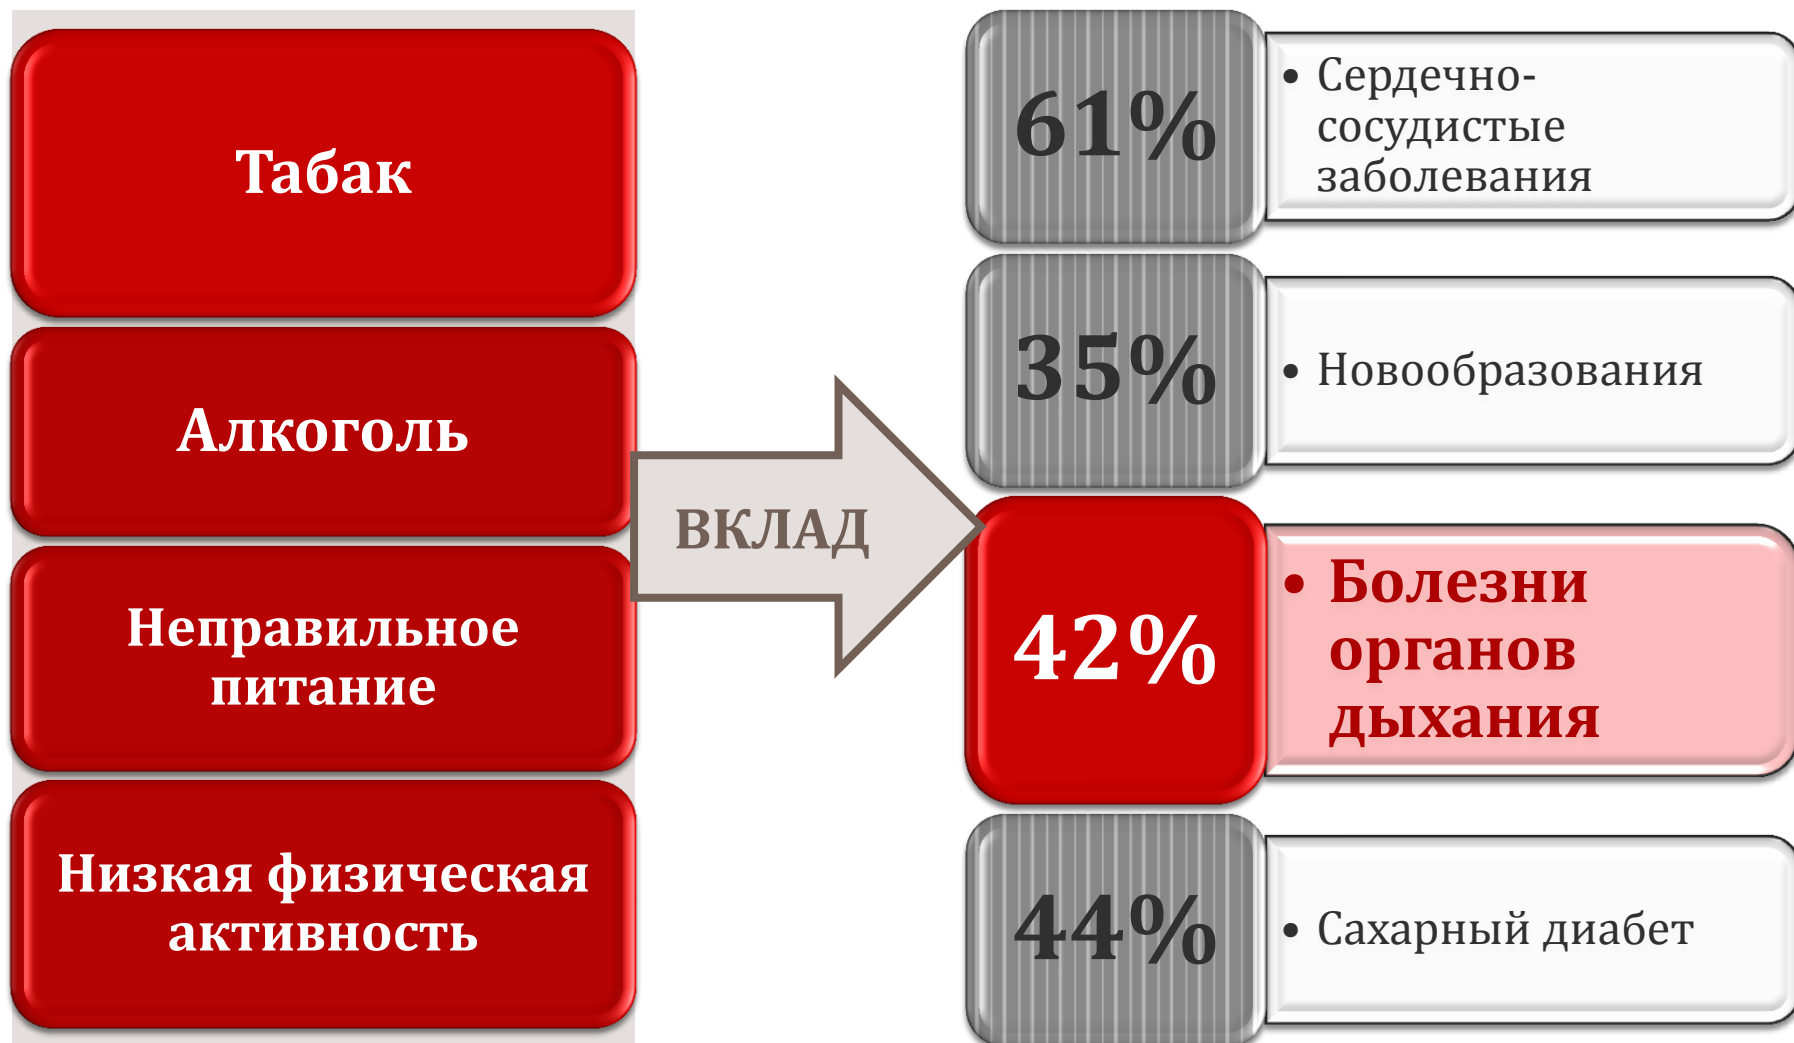 Табак
Алкоголь
Неправильное
питание
Низкая физическая
активность
ВКЛАД
61%
• Сердечно-
сосудистые
заболевания
35%
• Новообразования
42%
• Болезни
органов
дыхания
44%
• Сахарный диабет